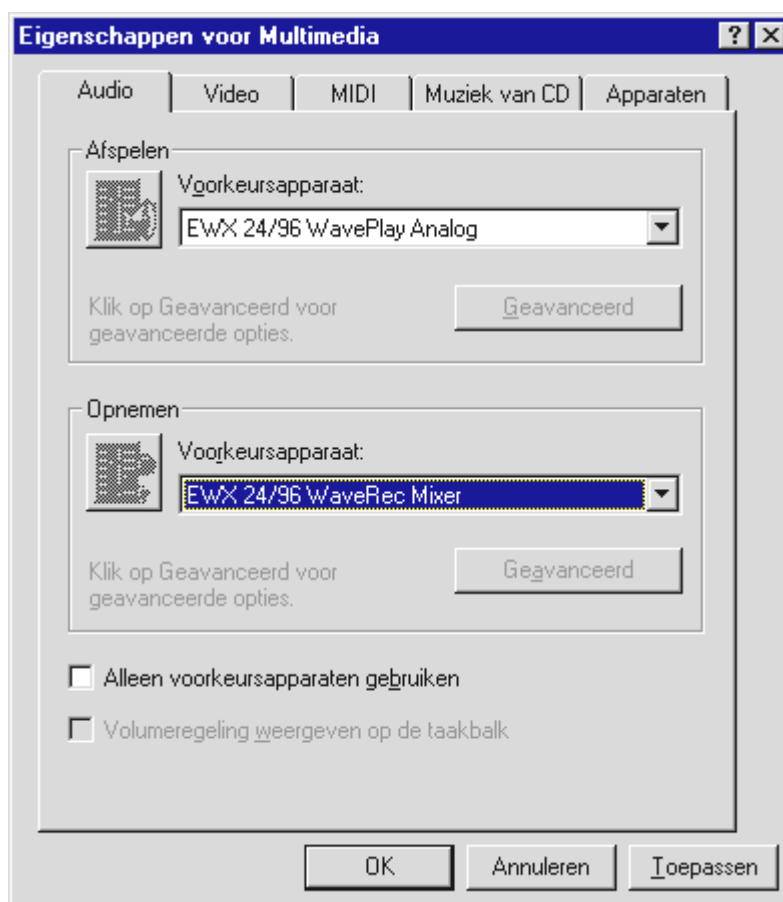 Eigenschappen voor Multimedia
Audio
Video
MIDI
Muziek van CD
Apparaten
Afspelen
Voorkeursapparaat:
EWX 24/96 WavePlay Analog
Klik op Geavanceerd voor
geavanceerde opties.
Geavanceerd
Opnemen
Voorkeursapparaat:
EWX 24/96 WaveRec Mixer
Klik op Geavanceerd voor
geavanceerde opties.
Geavanceerd
Alleen voorkeursapparaten gebruiken
Volumeregeling weergeven op de taakbalk
OK
Annuleren
Toepassen